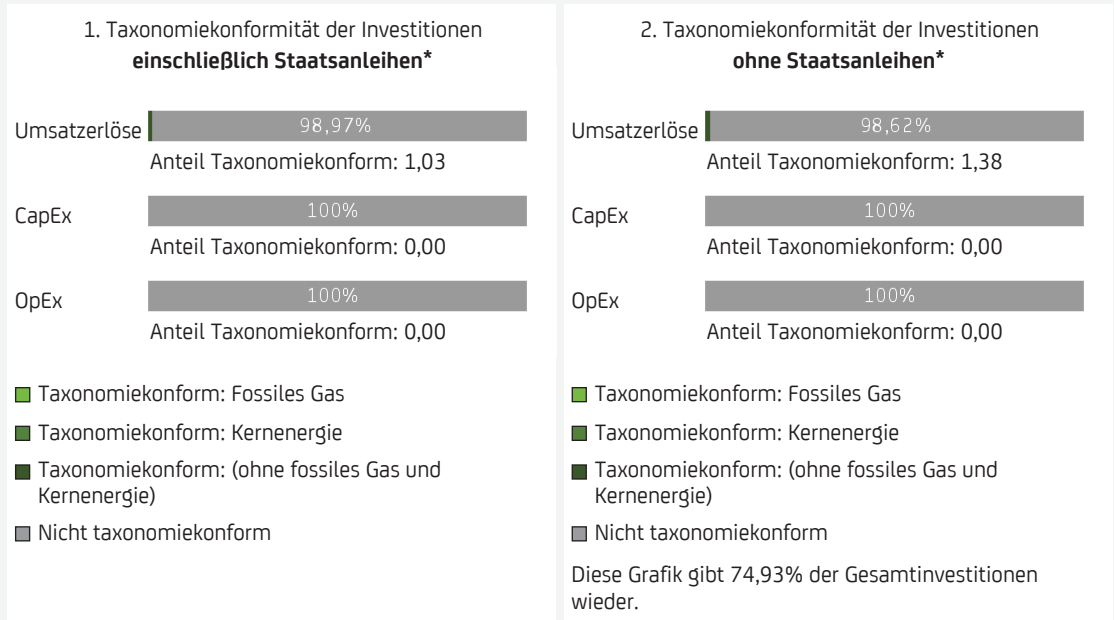 1. Taxonomiekonformität der Investitionen
einschließlich Staatsanleihen*
Umsatzerlöse
98,97%
Anteil Taxonomiekonform: 1,03
CapEx
100%
Anteil Taxonomiekonform: 0,00
OpEx
100%
Anteil Taxonomiekonform: 0,00
Taxonomiekonform: Fossiles Gas
Taxonomiekonform: Kernenergie
Taxonomiekonform: (ohne fossiles Gas und
Kernenergie)
Nicht taxonomiekonform
2. Taxonomiekonformität der Investitionen
ohne Staatsanleihen*
Umsatzerlöse
98,62%
Anteil Taxonomiekonform: 1,38
CapEx
100%
Anteil Taxonomiekonform: 0,00
OpEx
100%
Anteil Taxonomiekonform: 0,00
Taxonomiekonform: Fossiles Gas
Taxonomiekonform: Kernenergie
Taxonomiekonform: (ohne fossiles Gas und
Kernenergie)
Nicht taxonomiekonform
Diese Grafik gibt 74,93% der Gesamtinvestitionen
wieder.